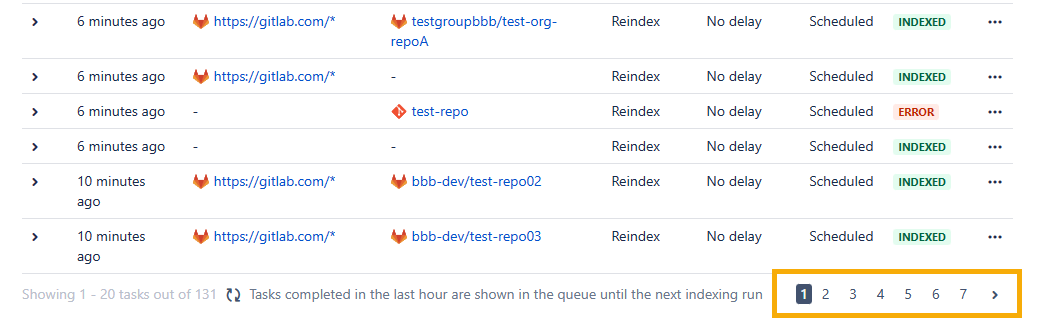 6 minutes ago https://gitlab.com/* testgroupbbb/test-org- Reindex No delay Scheduled INDEXED ...
repoA
6 minutes ago https://gitlab.com/* - Reindex No delay Scheduled INDEXED ...
6 minutes ago - test-repo Reindex No delay Scheduled ERROR ...
6 minutes ago - - Reindex No delay Scheduled INDEXED ...
10 minutes https://gitlab.com/* bbb-dev/test-repo02 Reindex No delay Scheduled INDEXED ...
ago
10 minutes https://gitlab.com/* bbb-dev/test-repo03 Reindex No delay Scheduled INDEXED ...
ago
Showing 1 - 20 tasks out of 131 Tasks completed in the last hour are shown in the queue until the next indexing run 1 2 3 4 5 6 7 >